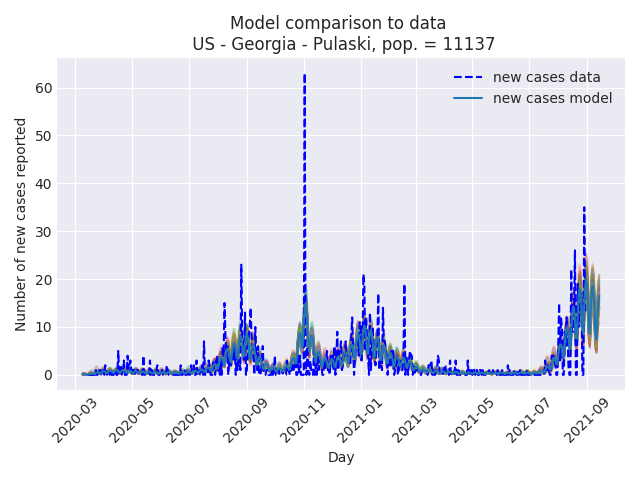 Model comparison to data
US - Georgia - Pulaski, pop. = 11137
new cases data
new cases model
Number of new cases reported
60
50
40
30
20
10
0
2020-03
2020-05
2020-07
2020-09
2020-11
2021-01
2021-03
2021-05
2021-07
2021-09
Day